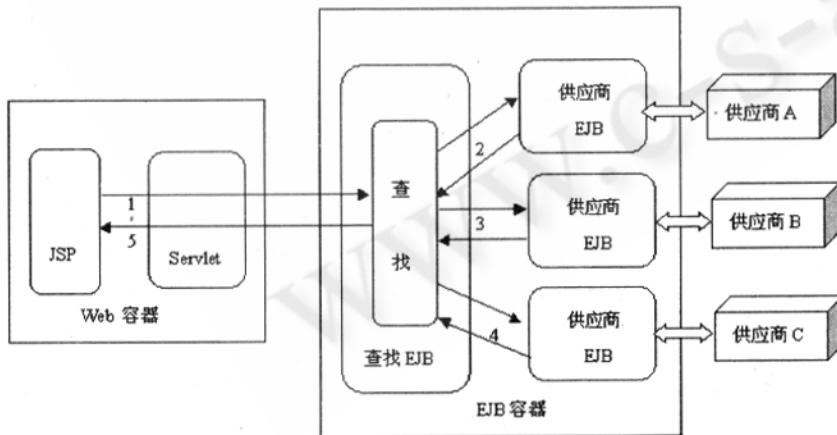 JSP
Servlet
Web 容器
1
5
查
找
查找 EJB
2
3
4
供应商
EJB
供应商
EJB
供应商
EJB
EJB 容器
供应商 A
供应商 B
供应商 C
www.c-s-